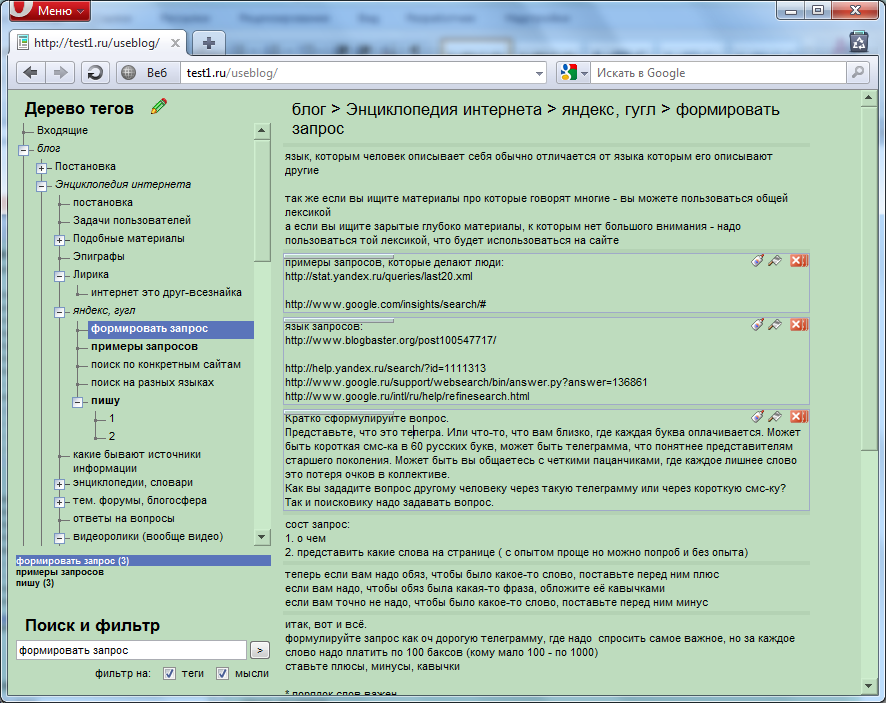 Меню
http://test1.ru/useblog/
Веб
test1.ru/useblog/
Искать в Google
Дерево тегов
Входящие
блог
Постановка
Энциклопедия интернета
постановка
Задачи пользователей
Подобные материалы
Эпиграфы
Лирика
интернет это друг-всезнайка
яндекс, гугл
формировать запрос
примеры запросов
поиск по конкретным сайтам
поиск на разных языках
пишу
1
2
какие бывают источники
информации
энциклопедии, словари
тем. форумы, блогосфера
ответы на вопросы
видеоролики (вообще видео)
формировать запрос (3)
примеры запросов
пишу (3)
Поиск и фильтр
формировать запрос
>
фильтр на: теги мысли
блог > Энциклопедия интернета > яндекс, гугл > формировать
запрос
язык, которым человек описывает себя обычно отличается от языка которым его описывают
другие
так же если вы ищите материалы про которые говорят многие - вы можете пользоваться общей
лексикой
а если вы ищите зарытые глубоко материалы, к которым нет большого внимания - надо
пользоваться той лексикой, что будет использоваться на сайте
примеры запросов, которые делают люди:
http://stat.yandex.ru/queries/last20.xml
http://www.google.com/insights/search/#
язык запросов:
http://www.blogbaster.org/post100547717/
http://help.yandex.ru/search/?id=1111313
http://www.google.ru/support/websearch/bin/answer.py?answer=136861
http://www.google.ru/intl/ru/help/refinesearch.html
Кратко сформулируйте вопрос.
Представьте, что это телегра. Или что-то, что вам близко, где каждая буква оплачивается. Может
быть короткая смс-ка в 60 русских букв, может быть телеграмма, что понятнее представителям
старшего поколения. Может быть вы общаетесь с четкими пацанчиками, где каждое лишнее слово
это потеря очков в коллективе.
Как вы зададите вопрос другому человеку через такую телеграмму или через короткую смс-ку?
Так и поисковику надо задавать вопрос.
сост запрос:
1. о чем
2. представить какие слова на странице ( с опытом проще но можно попроб и без опыта)
теперь если вам надо обяз, чтобы было какое-то слово, поставьте перед ним плюс
если вам надо, чтобы обяз была какая-то фраза, обложите её кавычками
если вам точно не надо, чтобы было какое-то слово, поставьте перед ним минус
итак, вот и всё.
формулируйте запрос как оч дорогую телеграмму, где надо спросить самое важное, но за каждое
слово надо платить по 100 баксов (кому мало 100 - по 1000)
ставьте плюсы, минусы, кавычки
* порядок слов важен